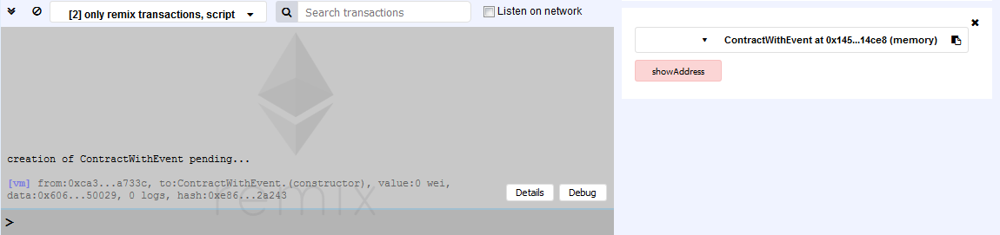 [2] only remix transactions, script
Search transactions
Listen on network
creation of ContractWithEvent pending...
[vm] from:0xca3...a733c, to:ContractWithEvent.(constructor), value:0 wei,
data:0x606...50029, 0 logs, hash:0xe86...2a243
Details
Debug
remix
>
ContractWithEvent at 0x145...14ce8 (memory)
showAddress